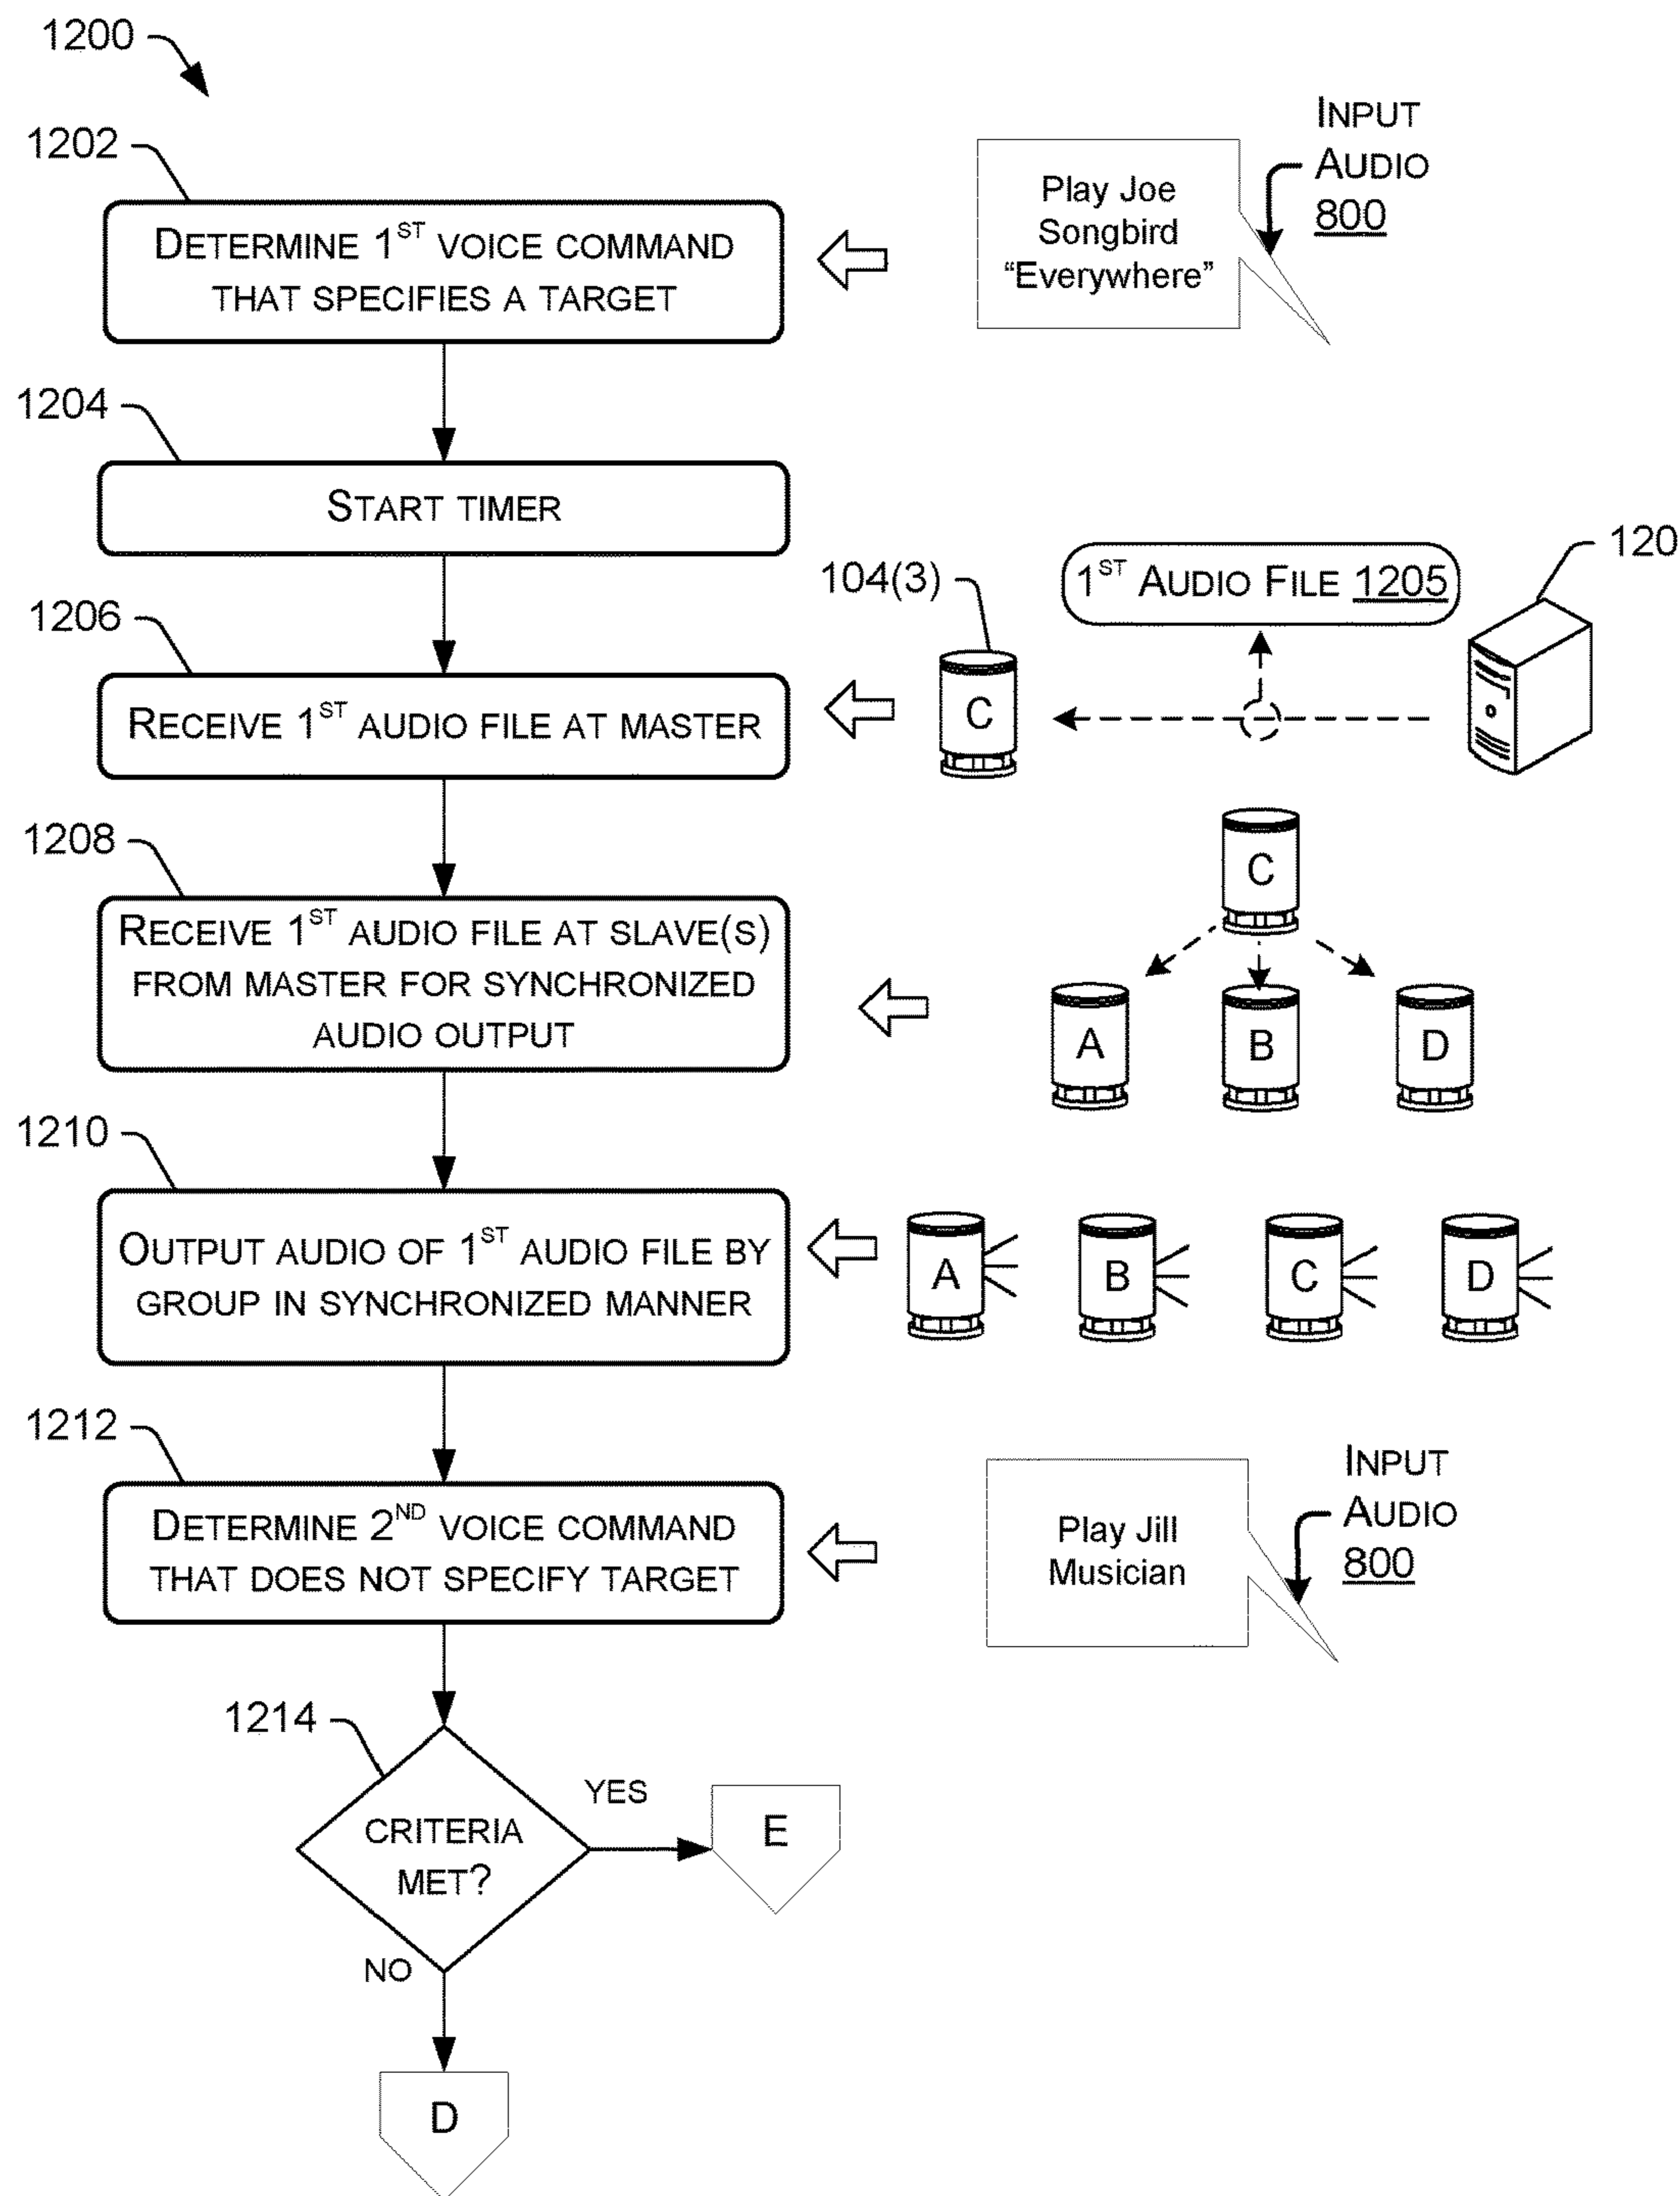 1200
1202
DETERMINE 1ST VOICE COMMAND
THAT SPECIFIES A TARGET
Play Joe
Songbird
“Everywhere”
INPUT
AUDIO
800
1204
START TIMER
1206
RECEIVE 1ST AUDIO FILE AT MASTER
104(3)
C
1ST AUDIO FILE 1205
120
1208
RECEIVE 1ST AUDIO FILE AT SLAVE(S)
FROM MASTER FOR SYNCHRONIZED
AUDIO OUTPUT
C
A B D
1210
OUTPUT AUDIO OF 1ST AUDIO FILE BY
GROUP IN SYNCHRONIZED MANNER
A B C D
1212
DETERMINE 2ND VOICE COMMAND
THAT DOES NOT SPECIFY TARGET
Play Jill
Musician
INPUT
AUDIO
800
1214
CRITERIA
MET?
YES
E
NO
D